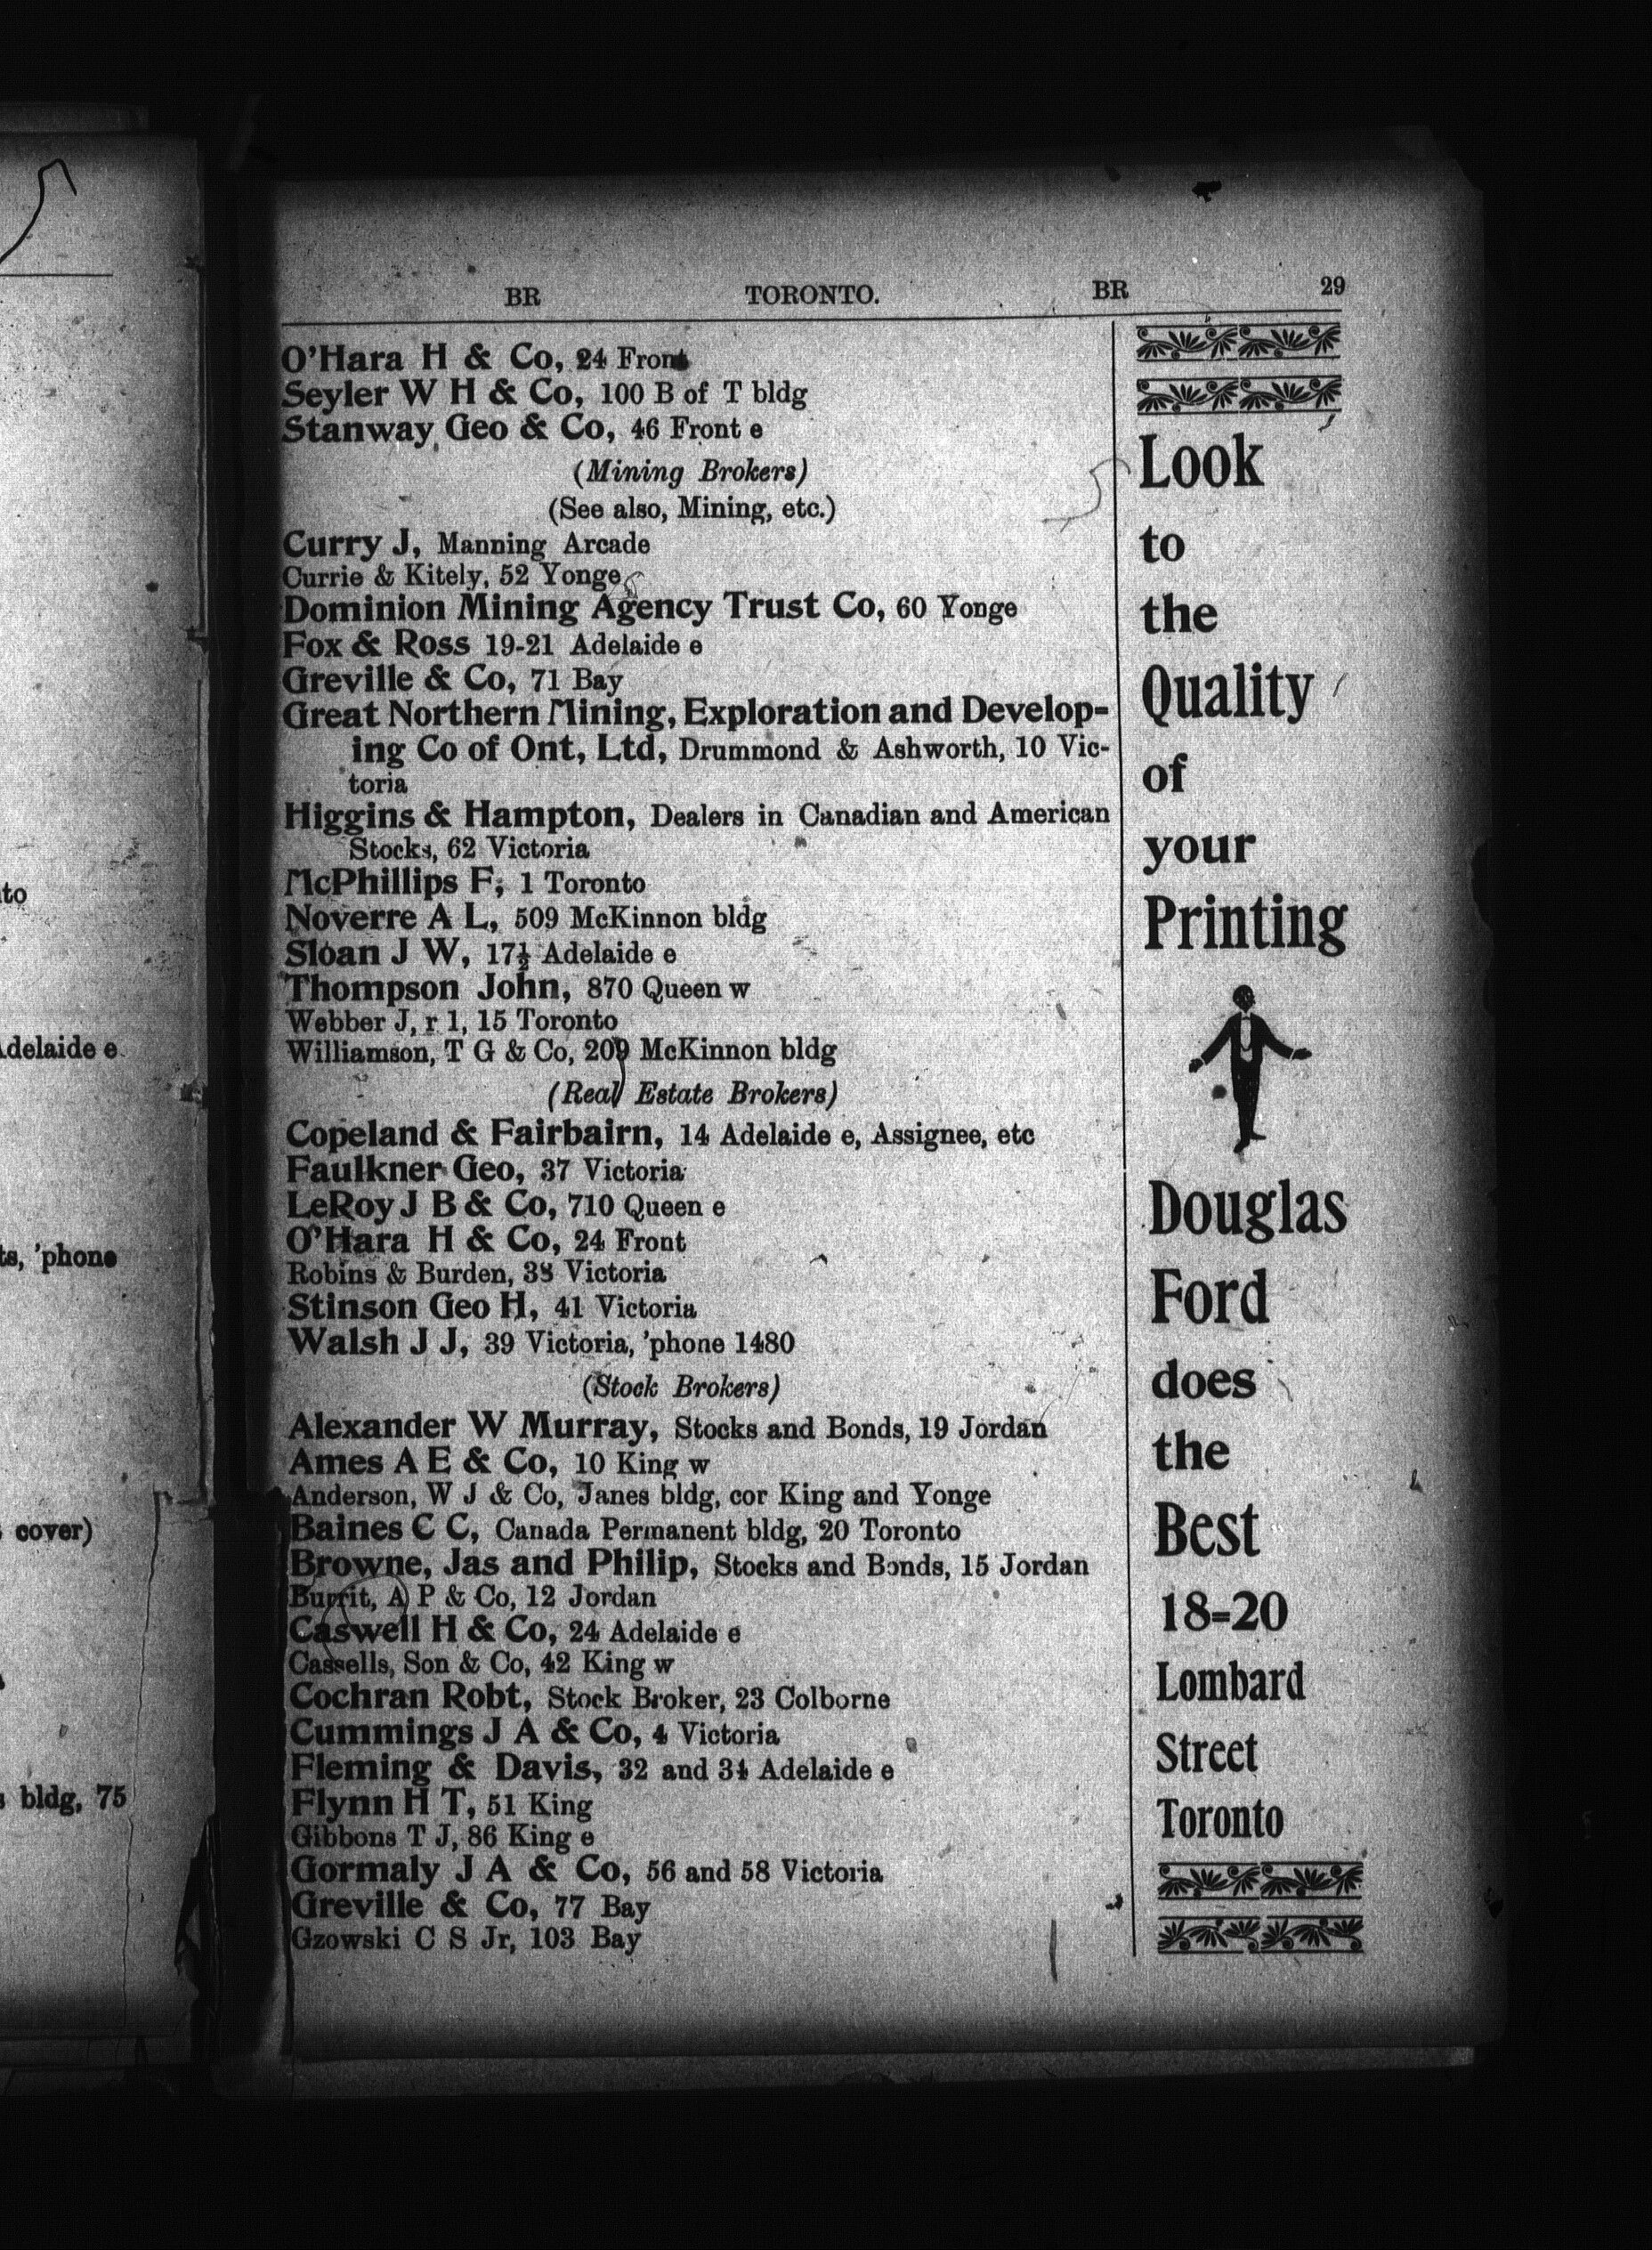 BR TORONTO. BR 29
O'Hara H & Co, 24 Front
Seyler W H & Co, 100 B of T bldg
Stanway Geo & Co, 46 Front e
(Mining Brokers)
(See also, Mining, etc.)
Curry J, Manning Arcade
Currie & Kitely, 52 Yonge
Dominion Mining Agency Trust Co, 60 Yonge
Fox & Ross 19-21 Adelaide e
Greville & Co, 71 Bay
Great Northern Mining, Exploration and Develop-
ing Co of Ont, Ltd, Drummond & Ashworth, 10 Vic-
toria
Higgins & Hampton, Dealers in Canadian and American
Stocks, 62 Victoria
McPhillips F, 1 Toronto
Noverre A L, 509 McKinnon bldg
Sloan J W, 17½ Adelaide e
Thompson John, 870 Queen w
Webber J, r 1, 15 Toronto
Williamson, T G & Co, 209 McKinnon bldg
(Real Estate Brokers)
Copeland & Fairbairn, 14 Adelaide e, Assignee, etc
Faulkner Geo, 37 Victoria
LeRoy J B & Co, 710 Queen e
O'Hara H & Co, 24 Front
Robins & Burden, 38 Victoria
Stinson Geo H, 41 Victoria
Walsh J J, 39 Victoria, 'phone 1480
(Stock Brokers)
Alexander W Murray, Stocks and Bonds, 19 Jordan
Ames A E & Co, 10 King w
Anderson, W J & Co, Janes bldg, cor King and Yonge
Baines C C, Canada Permanent bldg, 20 Toronto
Browne, Jas and Philip, Stocks and Bonds, 15 Jordan
Burrit, A P & Co, 12 Jordan
Caswell H & Co, 24 Adelaide e
Cassells, Son & Co, 42 King w
Cochran Robt, Stock Broker, 23 Colborne
Cummings J A & Co, 4 Victoria
Fleming & Davis, 32 and 34 Adelaide e
Flynn H T, 51 King
Gibbons T J, 86 King e
Gormaly J A & Co, 56 and 58 Victoria
Greville & Co, 77 Bay
Gzowski C S Jr, 103 Bay
Look
to
the
Quality
of
your
Printing
Douglas
Ford
does
the
Best
18=20
Lombard
Street
Toronto
delaide e
'phone
cover)
bldg, 75